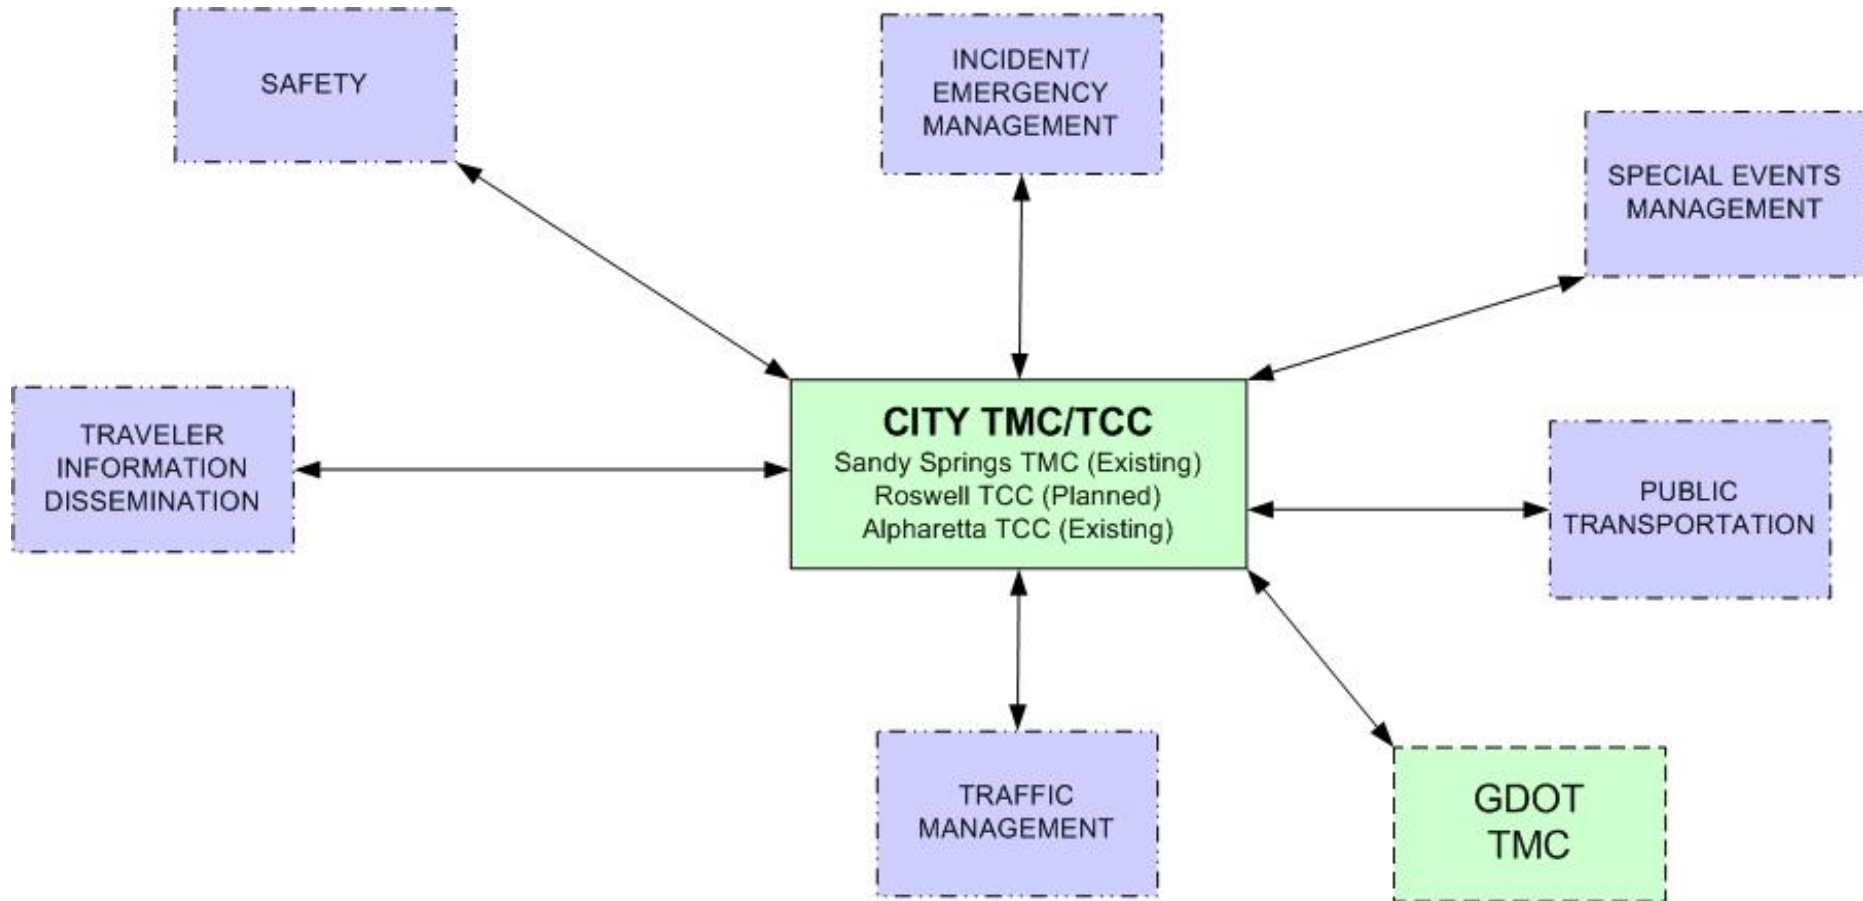 SAFETY
INCIDENT/
EMERGENCY
MANAGEMENT
SPECIAL EVENTS
MANAGEMENT
TRAVELER
INFORMATION
DISSEMINATION
CITY TMC/TCC
Sandy Springs TMC (Existing)
Roswell TCC (Planned)
Alpharetta TCC (Existing)
PUBLIC
TRANSPORTATION
TRAFFIC
MANAGEMENT
GDOT
TMC